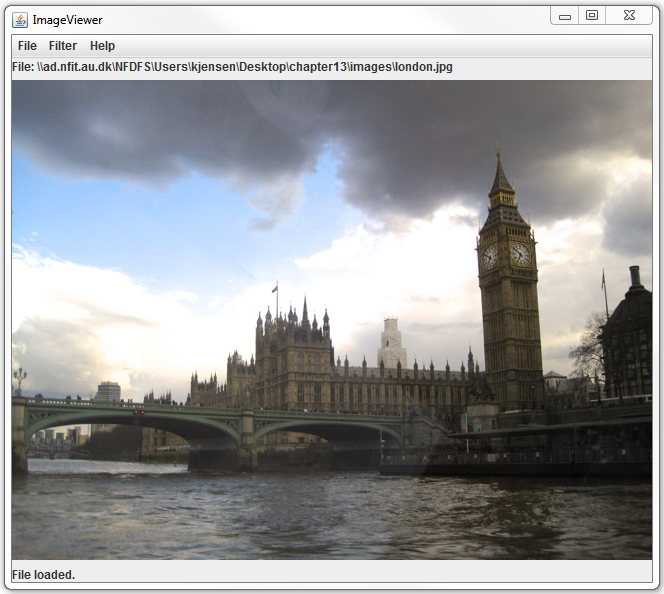 ImageViewer
File Filter Help
File: \\ad.nfit.au.dk\NFDFS\Users\kjensen\Desktop\chapter13\images\london.jpg
File loaded.